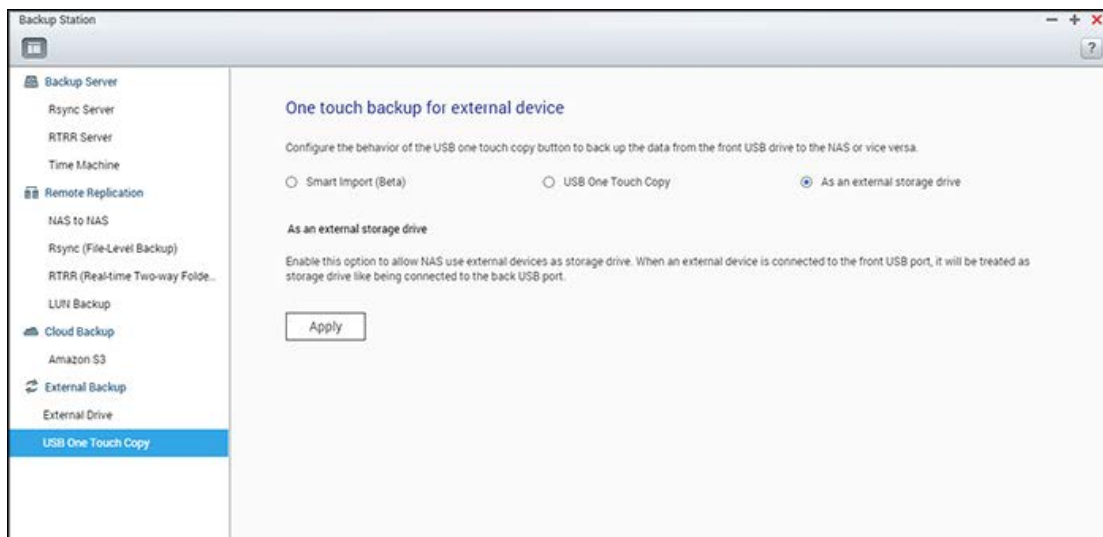 Backup Station
?
Backup Server
Rsync Server
RTRR Server
Time Machine
Remote Replication
NAS to NAS
Rsync (File-Level Backup)
RTRR (Real-time Two-way Folde...
LUN Backup
Cloud Backup
Amazon S3
External Backup
External Drive
USB One Touch Copy
One touch backup for external device
Configure the behavior of the USB one touch copy button to back up the data from the front USB drive to the NAS or vice versa.
Smart Import (Beta) USB One Touch Copy As an external storage drive
As an external storage drive
Enable this option to allow NAS use external devices as storage drive. When an external device is connected to the front USB port, it will be treated as
storage drive like being connected to the back USB port.
Apply